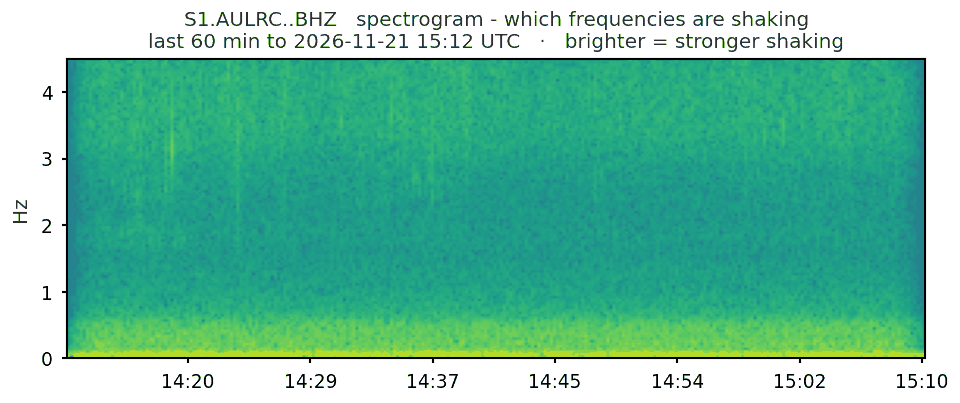 S1.AULRC..BHZ   spectrogram - which frequencies are shaking
last 60 min to 2026-11-21 15:12 UTC   ·   brighter = stronger shaking
4
3
2
1
0
Hz
14:20 14:29 14:37 14:45 14:54 15:02 15:10